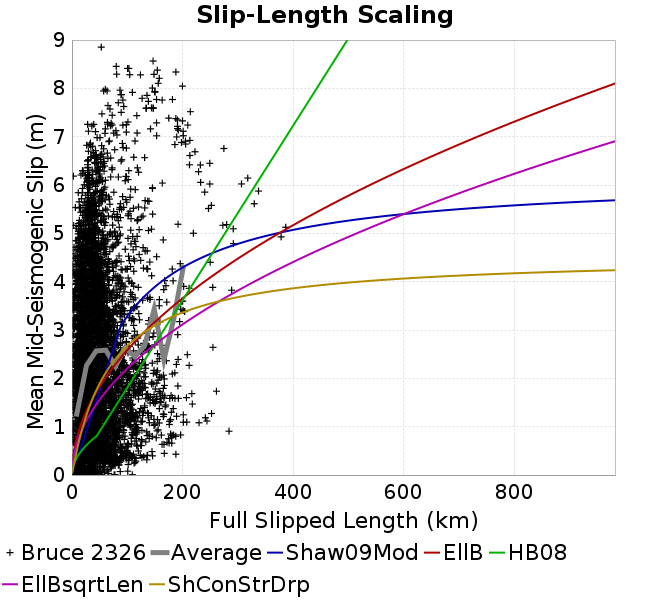 Slip-Length Scaling
Mean Mid-Seismogenic Slip (m)
9
8
7
6
5
4
3
2
1
0
0 200 400 600 800
Full Slipped Length (km)
Bruce 2326 Average Shaw09Mod EllB HB08
EllBsqrtLen ShConStrDrp